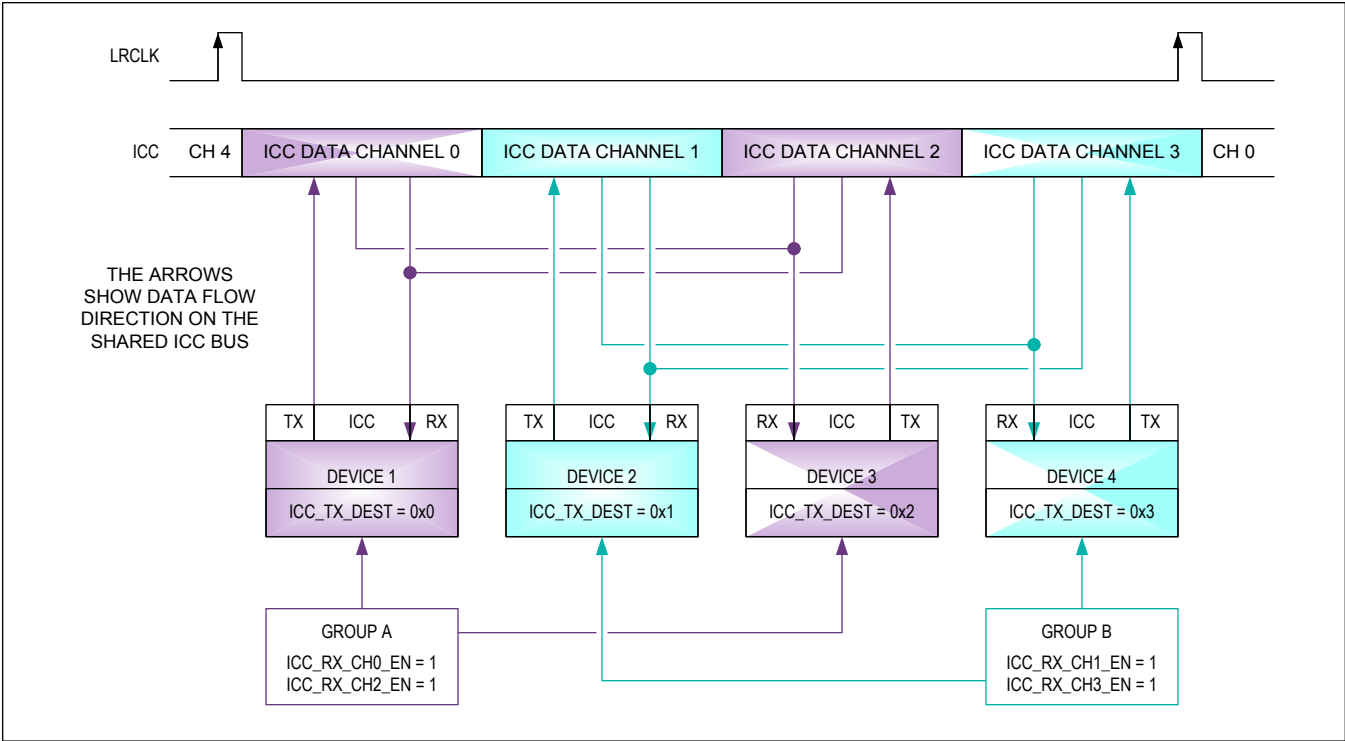 LRCLK
ICC
CH 4
ICC DATA CHANNEL 0
ICC DATA CHANNEL 1
ICC DATA CHANNEL 2
ICC DATA CHANNEL 3
CH 0
THE ARROWS
SHOW DATA FLOW
DIRECTION ON THE
SHARED ICC BUS
TX ICC RX
DEVICE 1
ICC_TX_DEST = 0x0
TX ICC RX
DEVICE 2
ICC_TX_DEST = 0x1
RX ICC TX
DEVICE 3
ICC_TX_DEST = 0x2
RX ICC TX
DEVICE 4
ICC_TX_DEST = 0x3
GROUP A
ICC_RX_CH0_EN = 1
ICC_RX_CH2_EN = 1
GROUP B
ICC_RX_CH1_EN = 1
ICC_RX_CH3_EN = 1